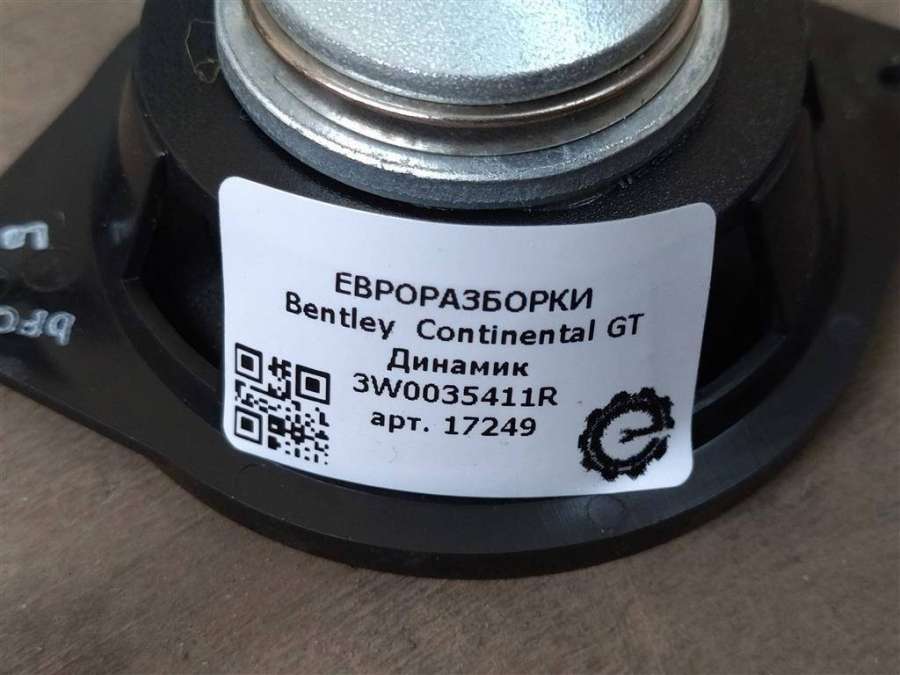 ЕВРОРАЗБОРКИ
Bentley Continental GT
Динамик
3W0035411R
арт. 17249